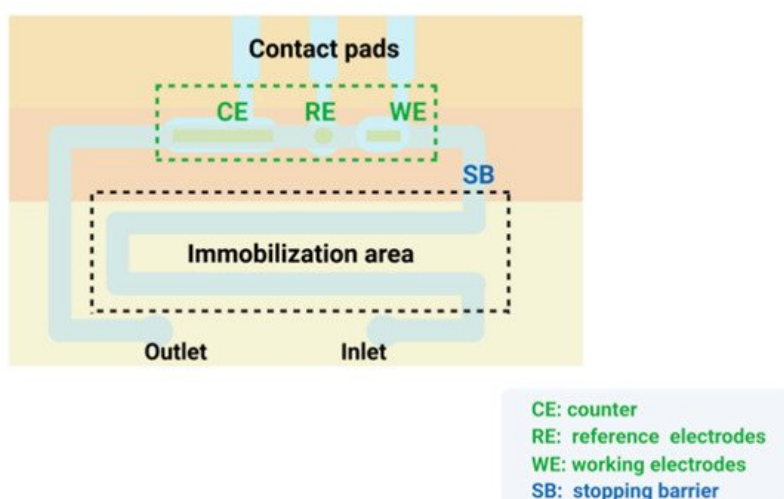 Contact pads
CE RE WE
SB
Immobilization area
Outlet Inlet
CE: counter
RE: reference electrodes
WE: working electrodes
SB: stopping barrier